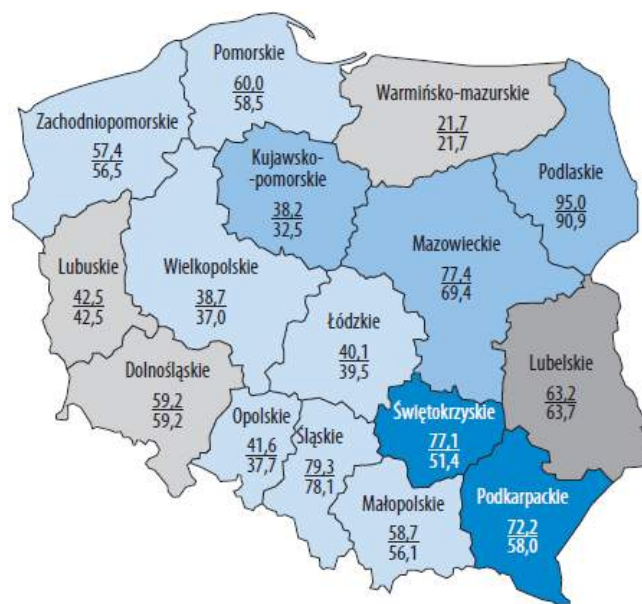 Pomorskie
60,0
58,5
Warmińsko-mazurskie
21,7
21,7
Zachodniopomorskie
57,4
56,5
Kujawsko-
-pomorskie
38,2
32,5
Podlaskie
95,0
90,9
Mazowieckie
77,4
69,4
Lubuskie
42,5
42,5
Wielkopolskie
38,7
37,0
Łódzkie
40,1
39,5
Lubelskie
63,2
63,7
Dolnośląskie
59,2
59,2
Opolskie
41,6
37,7
Śląskie
79,3
78,1
Świętokrzyskie
77,1
51,4
Małopolskie
58,7
56,1
Podkarpackie
72,2
58,0